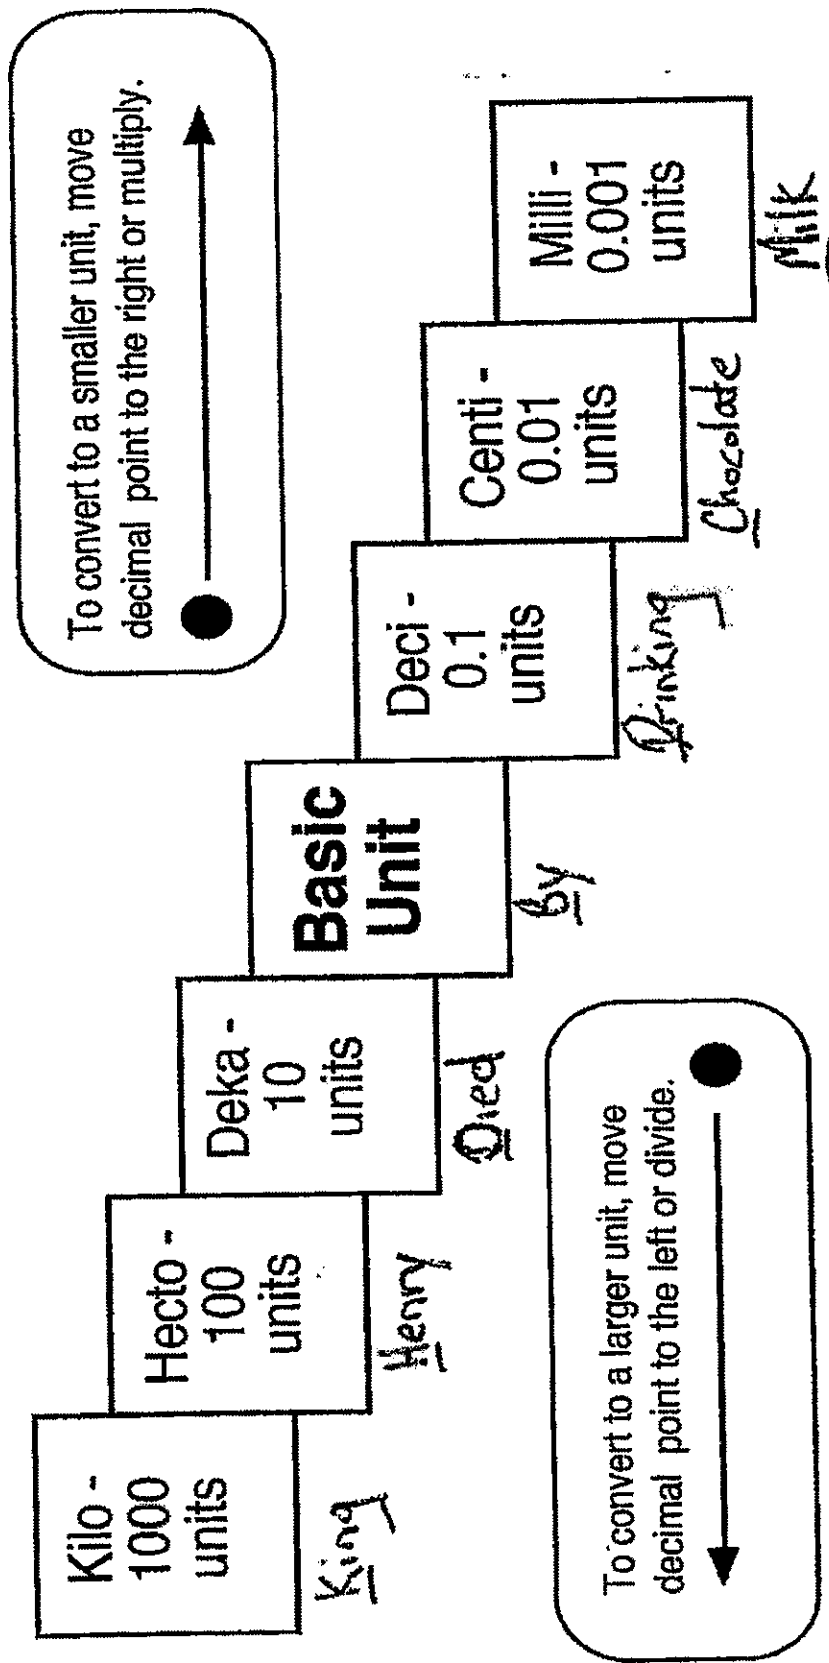 To convert to a smaller unit, move
decimal point to the right or multiply.
Kilo -
1000
units
King
Hecto -
100
units
Henry
Deka -
10
units
Died
Basic
Unit
By
Deci -
0.1
units
Drinking
Centi -
0.01
units
Chocolate
Milli -
0.001
units
Milk
To convert to a larger unit, move
decimal point to the left or divide.